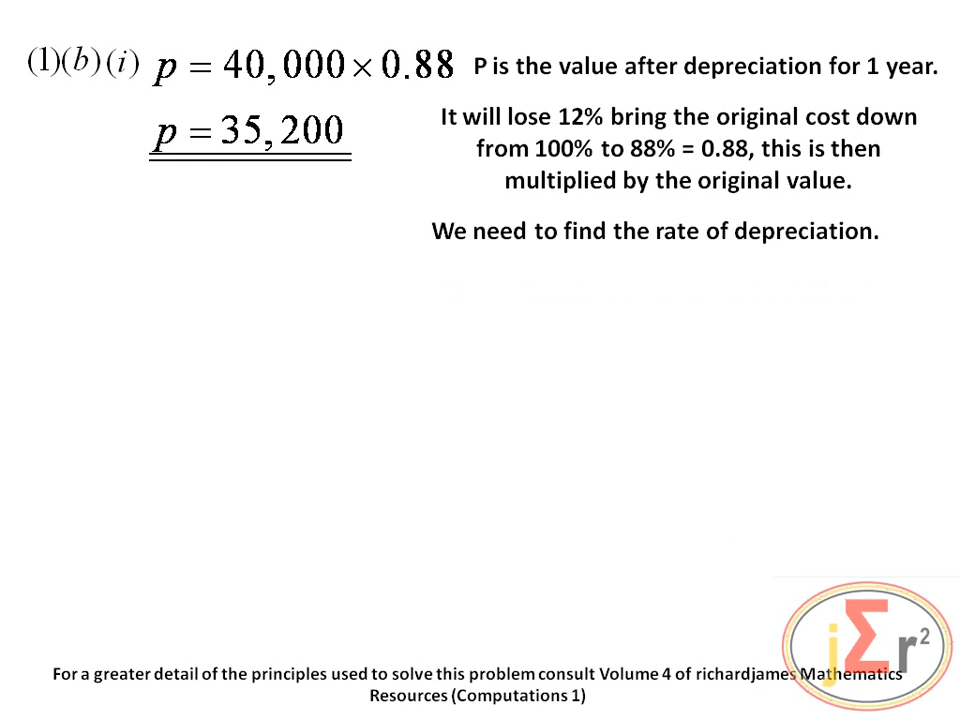 (1)(b)(i) p = 40,000 × 0.88 P is the value after depreciation for 1 year.
p = 35,200
It will lose 12% bring the original cost down
from 100% to 88% = 0.88, this is then
multiplied by the original value.
We need to find the rate of depreciation.
jΣr²
For a greater detail of the principles used to solve this problem consult Volume 4 of richardjames Mathematics
Resources (Computations 1)